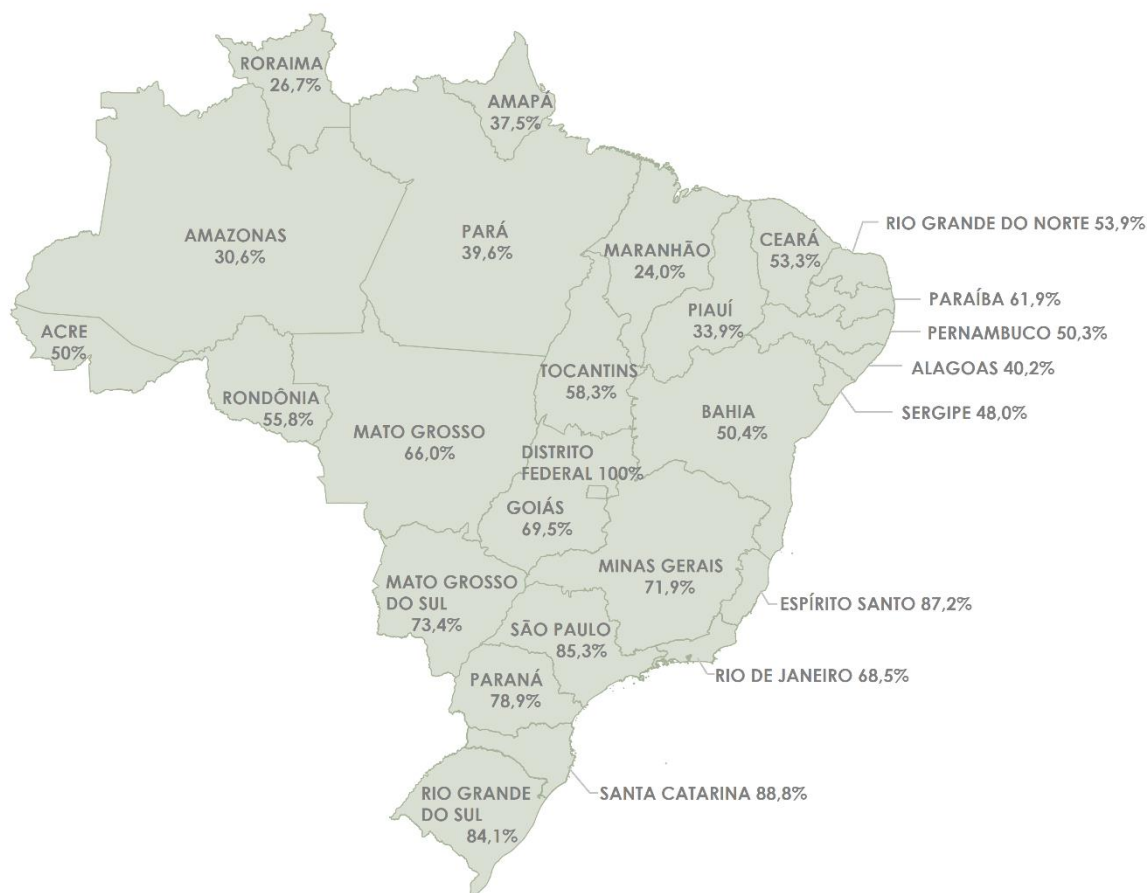 RORAIMA
26,7%
AMAPÁ
37,5%
AMAZONAS
30,6%
PARÁ
39,6%
MARANHÃO
24,0%
CEARÁ
53,3%
RIO GRANDE DO NORTE 53,9%
PARAÍBA 61,9%
PIAUÍ
33,9%
PERNAMBUCO 50,3%
ACRE
50%
ALAGOAS 40,2%
TOCANTINS
58,3%
RONDÔNIA
55,8%
SERGIPE 48,0%
BAHIA
50,4%
MATO GROSSO
66,0%
DISTRITO
FEDERAL 100%
GOIÁS
69,5%
MINAS GERAIS
71,9%
MATO GROSSO
DO SUL
73,4%
ESPÍRITO SANTO 87,2%
SÃO PAULO
85,3%
RIO DE JANEIRO 68,5%
PARANÁ
78,9%
SANTA CATARINA 88,8%
RIO GRANDE
DO SUL
84,1%